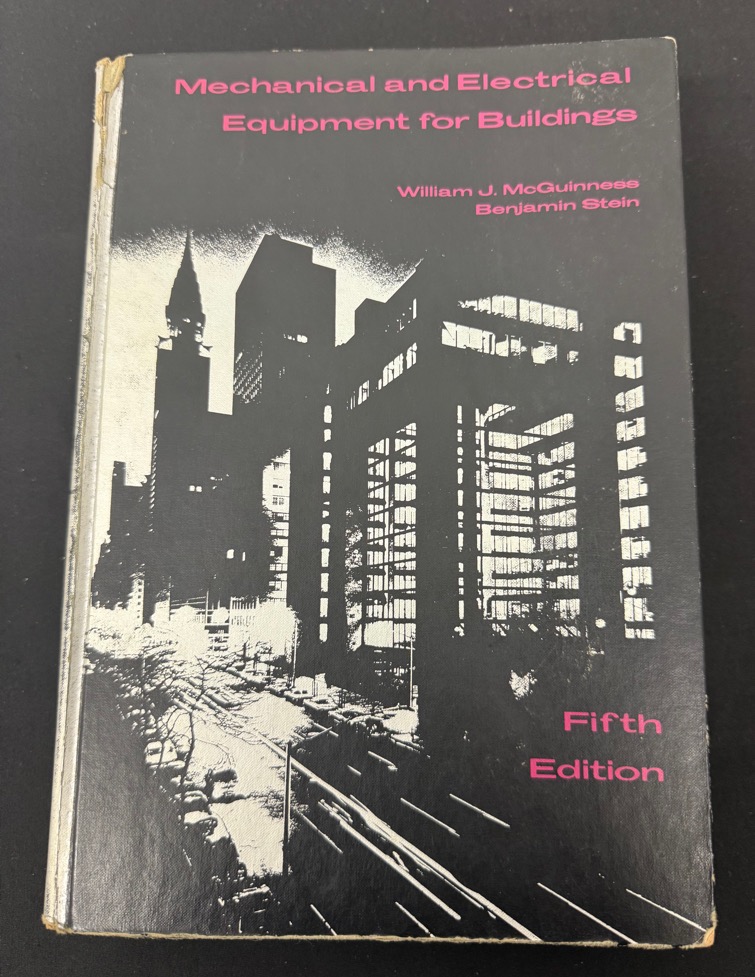 Mechanical and Electrical
Equipment for Buildings
William J. McGuinness
Benjamin Stein
Fifth
Edition